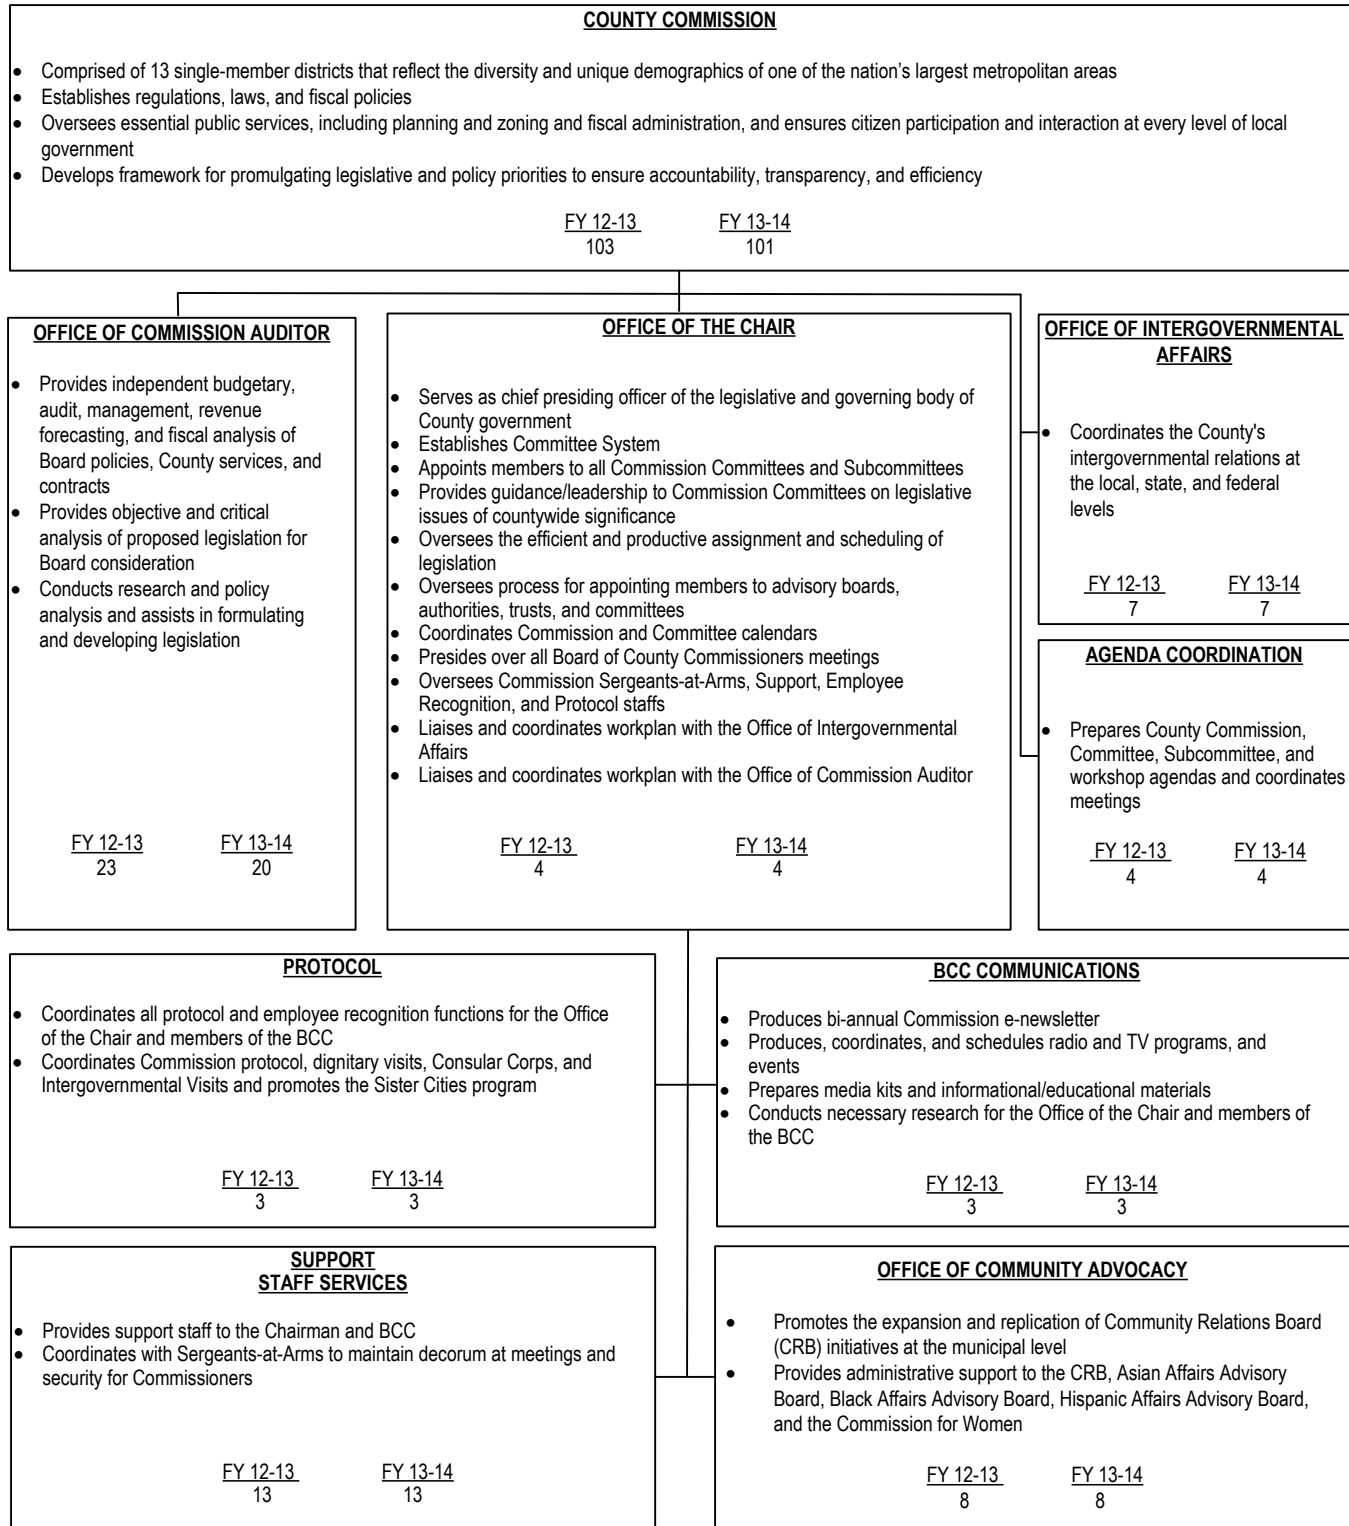 COUNTY COMMISSION
• Comprised of 13 single-member districts that reflect the diversity and unique demographics of one of the nation’s largest metropolitan areas
• Establishes regulations, laws, and fiscal policies
• Oversees essential public services, including planning and zoning and fiscal administration, and ensures citizen participation and interaction at every level of local
government
• Develops framework for promulgating legislative and policy priorities to ensure accountability, transparency, and efficiency
FY 12-13 FY 13-14
103 101
OFFICE OF COMMISSION AUDITOR
• Provides independent budgetary,
audit, management, revenue
forecasting, and fiscal analysis of
Board policies, County services, and
contracts
• Provides objective and critical
analysis of proposed legislation for
Board consideration
• Conducts research and policy
analysis and assists in formulating
and developing legislation
FY 12-13 FY 13-14
23 20
OFFICE OF THE CHAIR
• Serves as chief presiding officer of the legislative and governing body of
County government
• Establishes Committee System
• Appoints members to all Commission Committees and Subcommittees
• Provides guidance/leadership to Commission Committees on legislative
issues of countywide significance
• Oversees the efficient and productive assignment and scheduling of
legislation
• Oversees process for appointing members to advisory boards,
authorities, trusts, and committees
• Coordinates Commission and Committee calendars
• Presides over all Board of County Commissioners meetings
• Oversees Commission Sergeants-at-Arms, Support, Employee
Recognition, and Protocol staffs
• Liaises and coordinates workplan with the Office of Intergovernmental
Affairs
• Liaises and coordinates workplan with the Office of Commission Auditor
FY 12-13 FY 13-14
4 4
OFFICE OF INTERGOVERNMENTAL
AFFAIRS
• Coordinates the County's
intergovernmental relations at
the local, state, and federal
levels
FY 12-13 FY 13-14
7 7
AGENDA COORDINATION
• Prepares County Commission,
Committee, Subcommittee, and
workshop agendas and coordinates
meetings
FY 12-13 FY 13-14
4 4
PROTOCOL
• Coordinates all protocol and employee recognition functions for the Office
of the Chair and members of the BCC
• Coordinates Commission protocol, dignitary visits, Consular Corps, and
Intergovernmental Visits and promotes the Sister Cities program
FY 12-13 FY 13-14
3 3
BCC COMMUNICATIONS
• Produces bi-annual Commission e-newsletter
• Produces, coordinates, and schedules radio and TV programs, and
events
• Prepares media kits and informational/educational materials
• Conducts necessary research for the Office of the Chair and members of
the BCC
FY 12-13 FY 13-14
3 3
SUPPORT
STAFF SERVICES
• Provides support staff to the Chairman and BCC
• Coordinates with Sergeants-at-Arms to maintain decorum at meetings and
security for Commissioners
FY 12-13 FY 13-14
13 13
OFFICE OF COMMUNITY ADVOCACY
• Promotes the expansion and replication of Community Relations Board
(CRB) initiatives at the municipal level
• Provides administrative support to the CRB, Asian Affairs Advisory
Board, Black Affairs Advisory Board, Hispanic Affairs Advisory Board,
and the Commission for Women
FY 12-13 FY 13-14
8 8